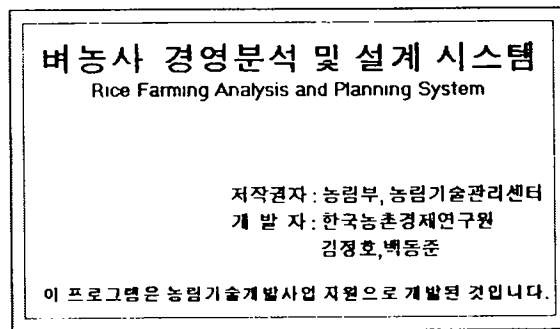 벼농사 경영분석 및 설계 시스템
Rice Farming Analysis and Planning System
저작권자 : 농림부, 농림기술관리센터
개 발 자 : 한국농촌경제연구원
김정호,백동준
이 프로그램은 농림기술개발사업 지원으로 개발된 것입니다.